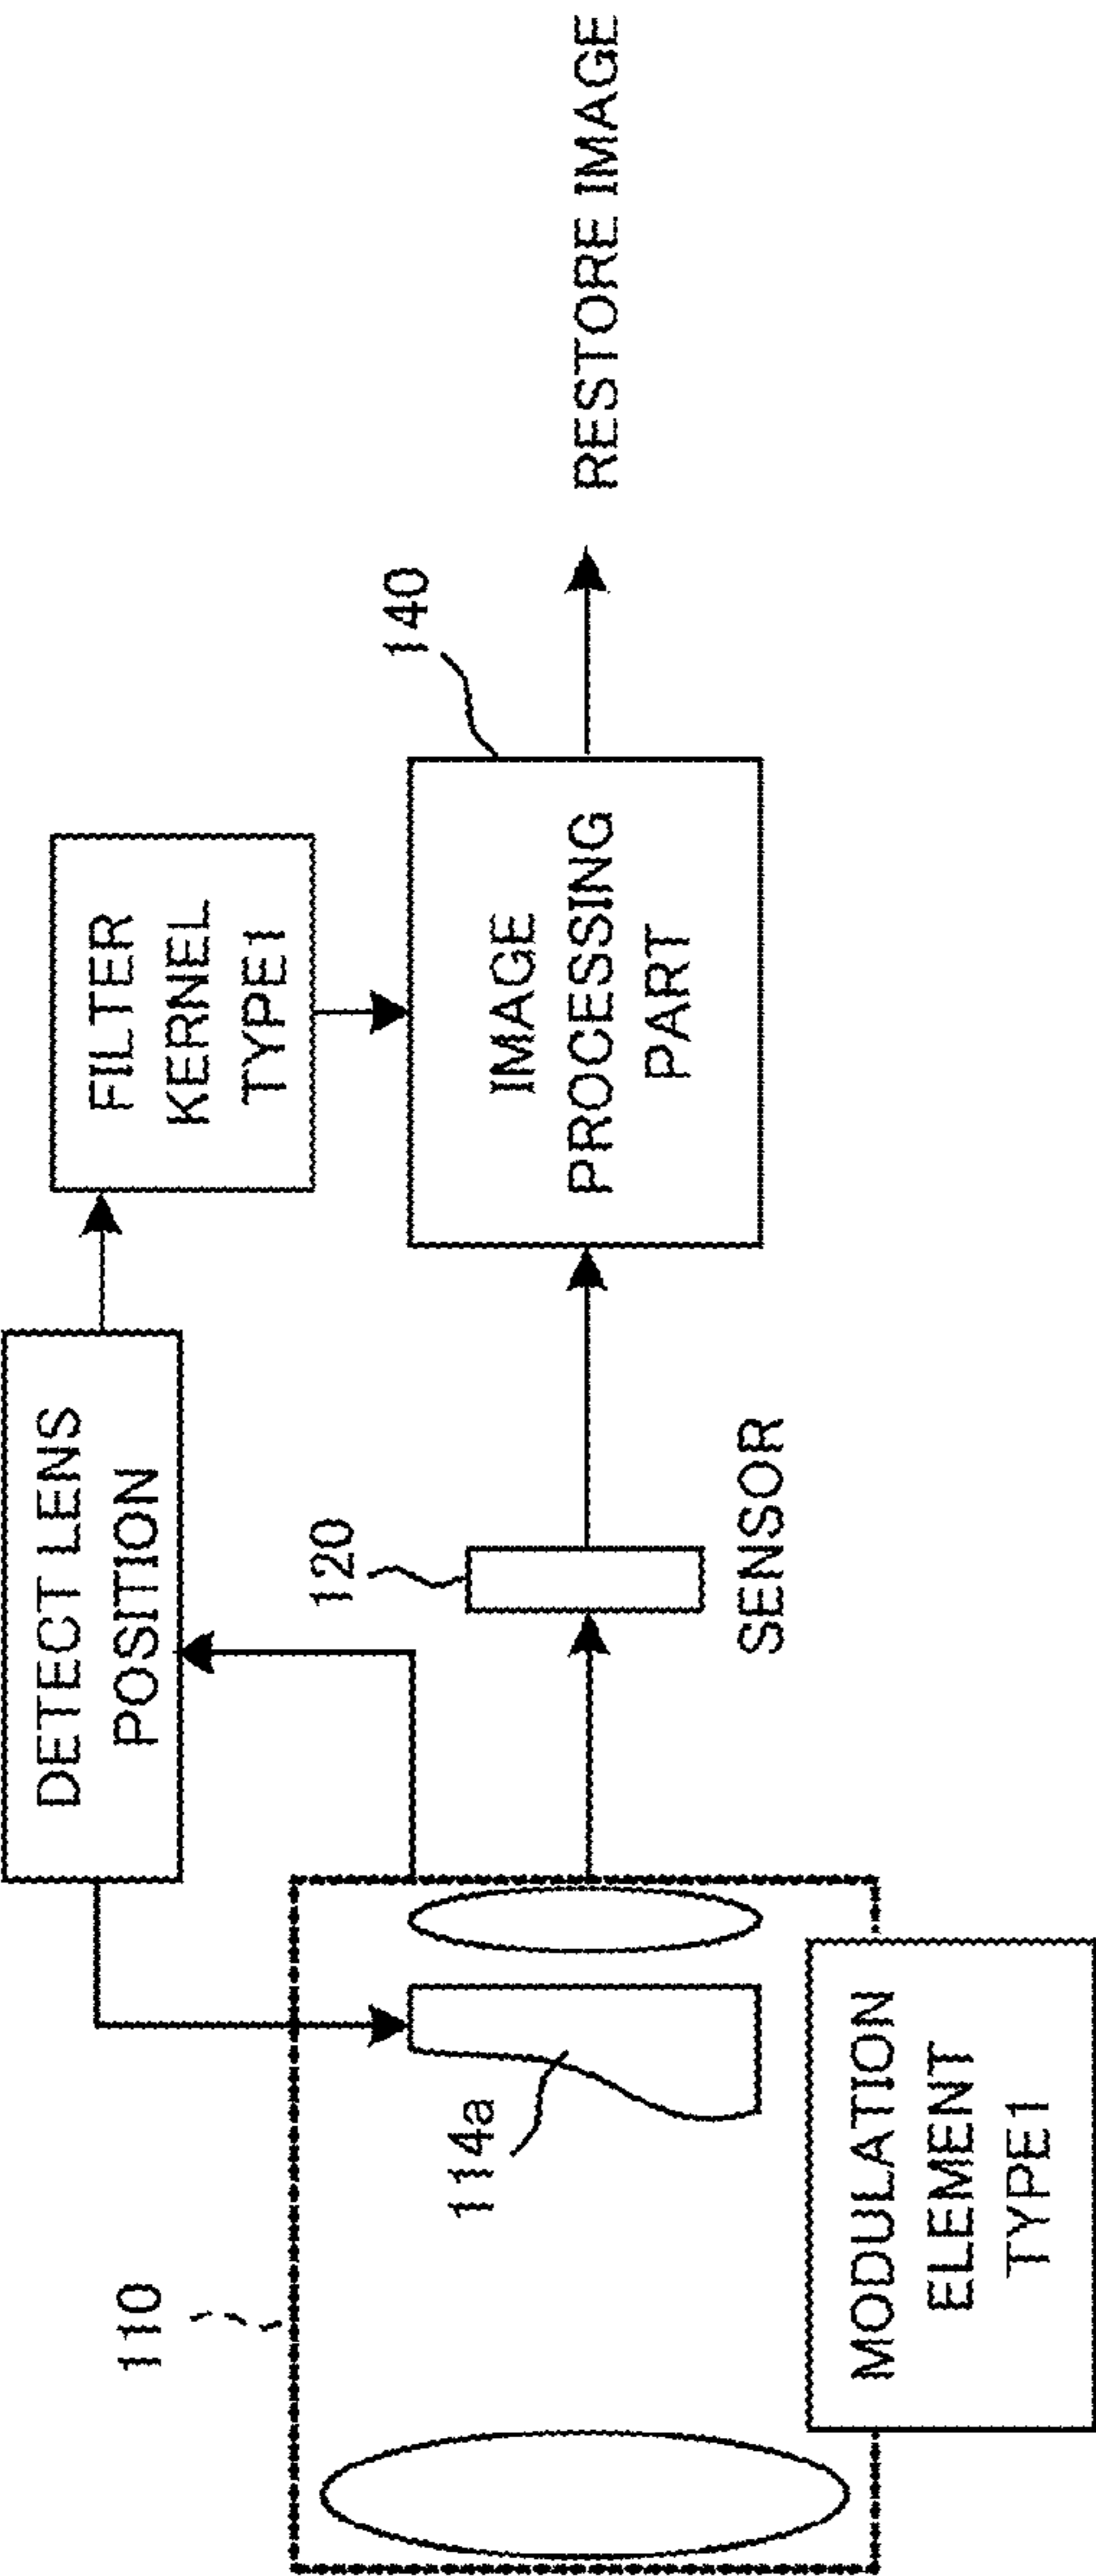 110
114a
MODULATION
ELEMENT
TYPE1
DETECT LENS
POSITION
120
SENSOR
FILTER
KERNEL
TYPE1
IMAGE
PROCESSING
PART
140
RESTORE IMAGE